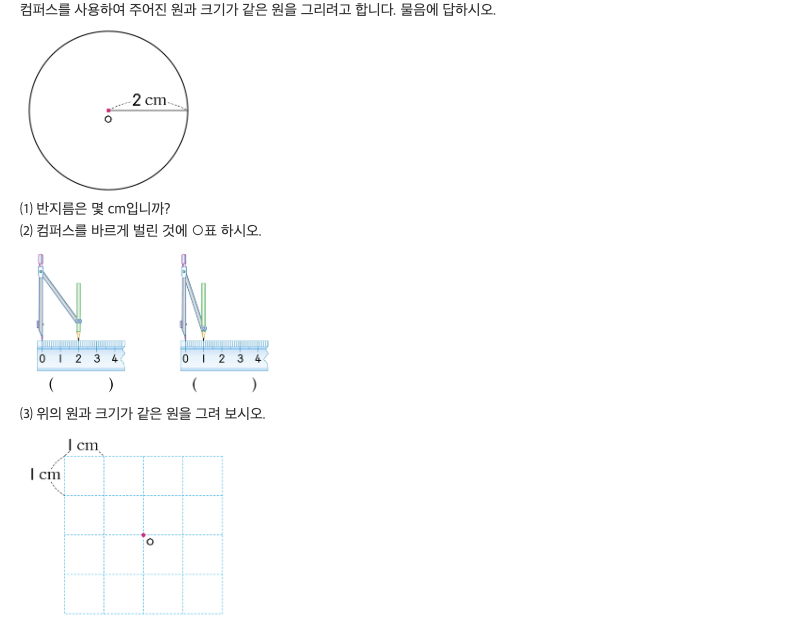 컴퍼스를 사용하여 주어진 원과 크기가 같은 원을 그리려고 합니다. 물음에 답하시오.
2 cm
ㅇ
(1) 반지름은 몇 cm입니까?
(2) 컴퍼스를 바르게 벌린 것에 ○표 하시오.
0 1 2 3 4 0 1 2 3 4
( ) ( )
(3) 위의 원과 크기가 같은 원을 그려 보시오.
1 cm
1 cm
ㅇ